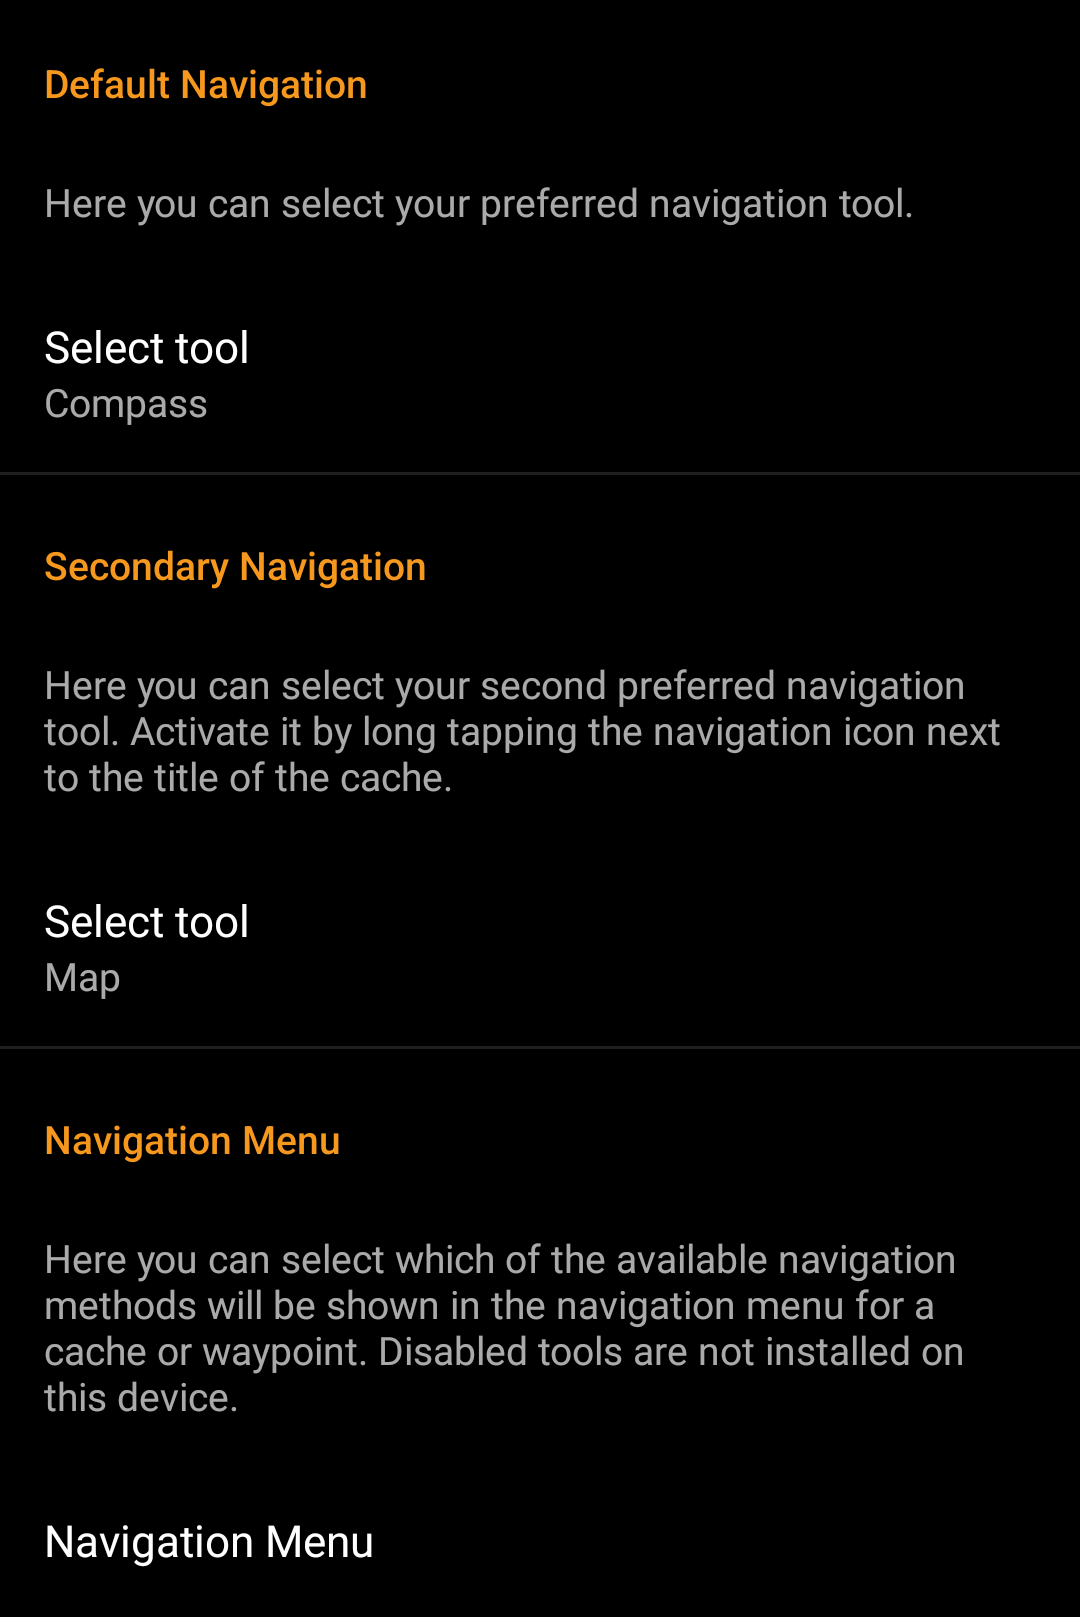 Default Navigation
Here you can select your preferred navigation tool.
Select tool
Compass
Secondary Navigation
Here you can select your second preferred navigation
tool. Activate it by long tapping the navigation icon next
to the title of the cache.
Select tool
Map
Navigation Menu
Here you can select which of the available navigation
methods will be shown in the navigation menu for a
cache or waypoint. Disabled tools are not installed on
this device.
Navigation Menu